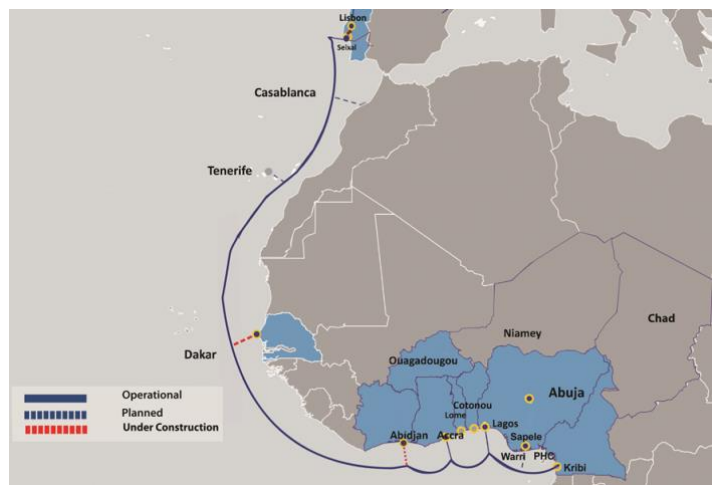 Lisbon
Seisal
Casablanca
Tenerife
Dakar
Niamey
Chad
Ouagadougou
Abuja
Cotonou
Lome
Lagos
Abidjan
Accra
Sapele
Warri
PHC
Kribi
Operational
Planned
Under Construction